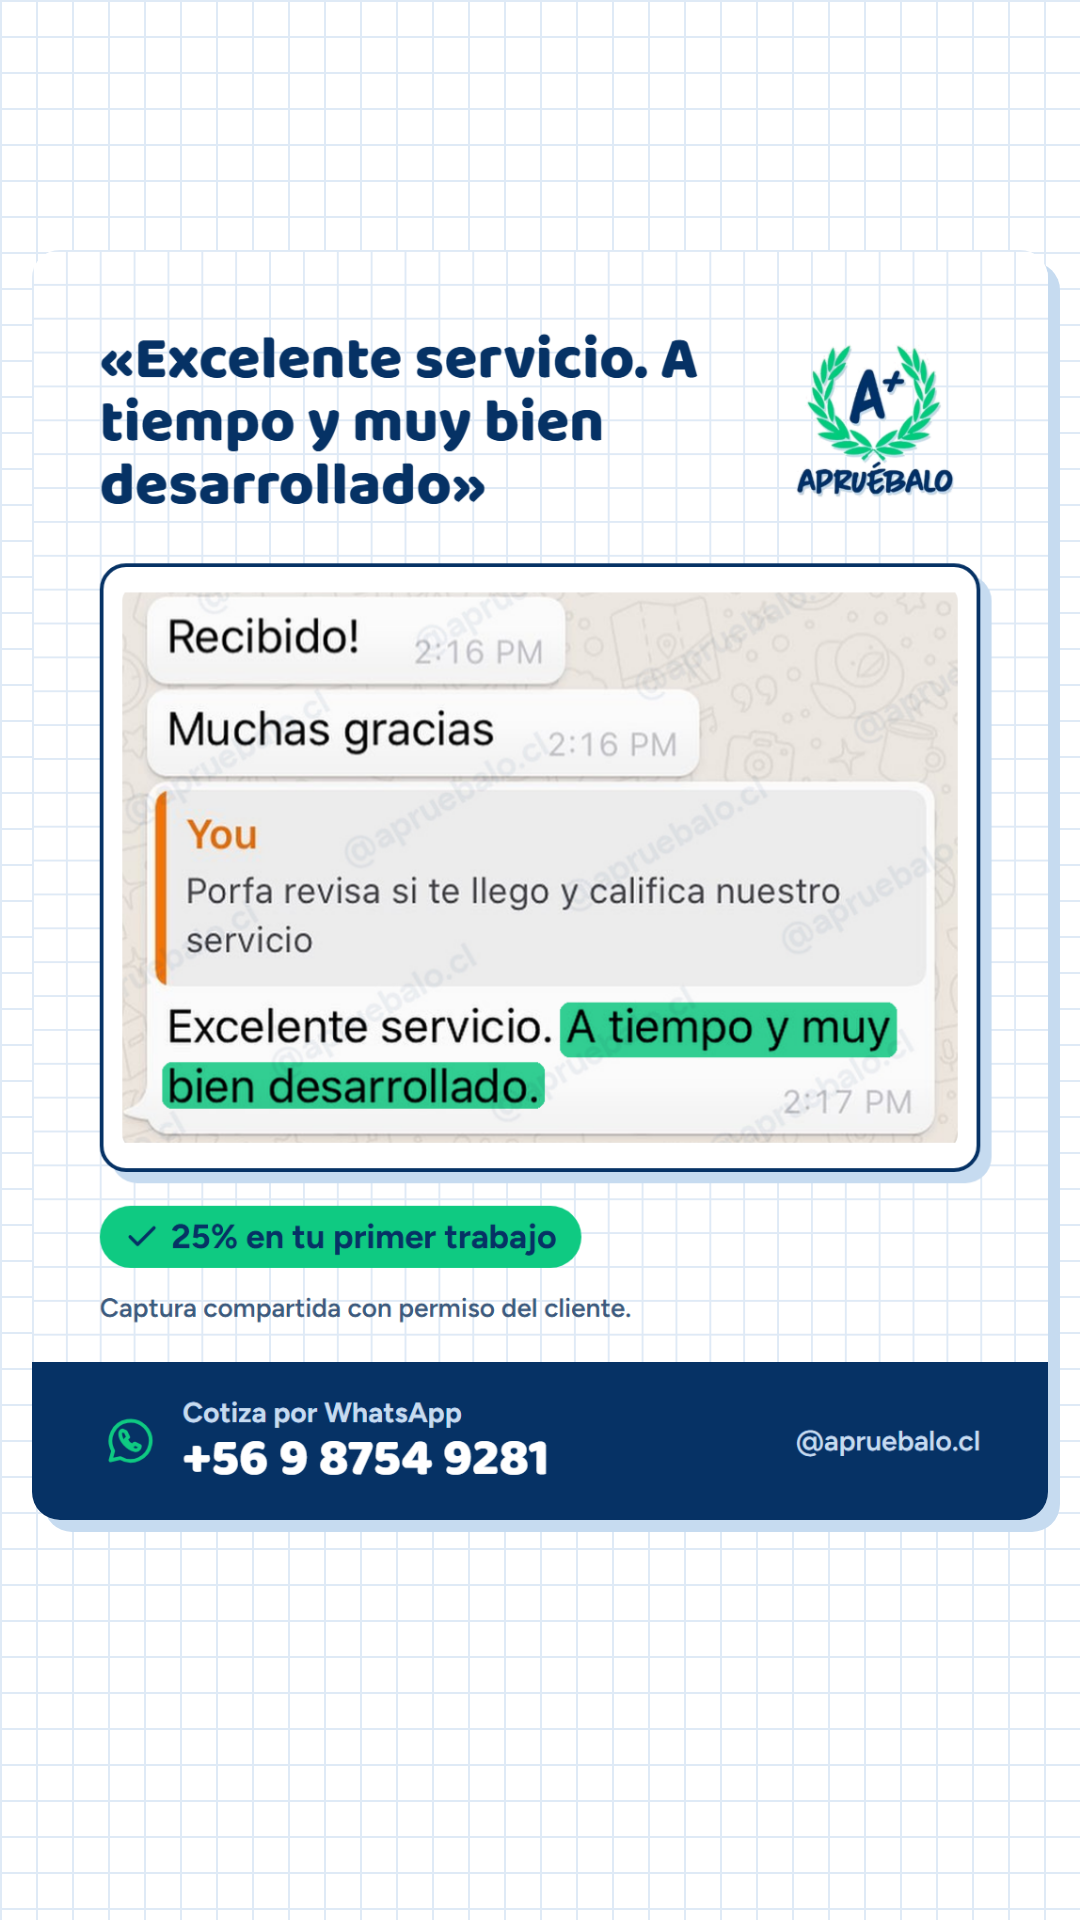 «Excelente servicio. A
tiempo y muy bien
desarrollado»
A+
APRUÉBALO
Recibido!
2:16 PM
Muchas gracias
2:16 PM
You
Porfa revisa si te llego y califica nuestro
servicio
Excelente servicio. A tiempo y muy
bien desarrollado.
2:17 PM
@apruebalo.cl
25% en tu primer trabajo
Captura compartida con permiso del cliente.
Cotiza por WhatsApp
+56 9 8754 9281
@apruebalo.cl